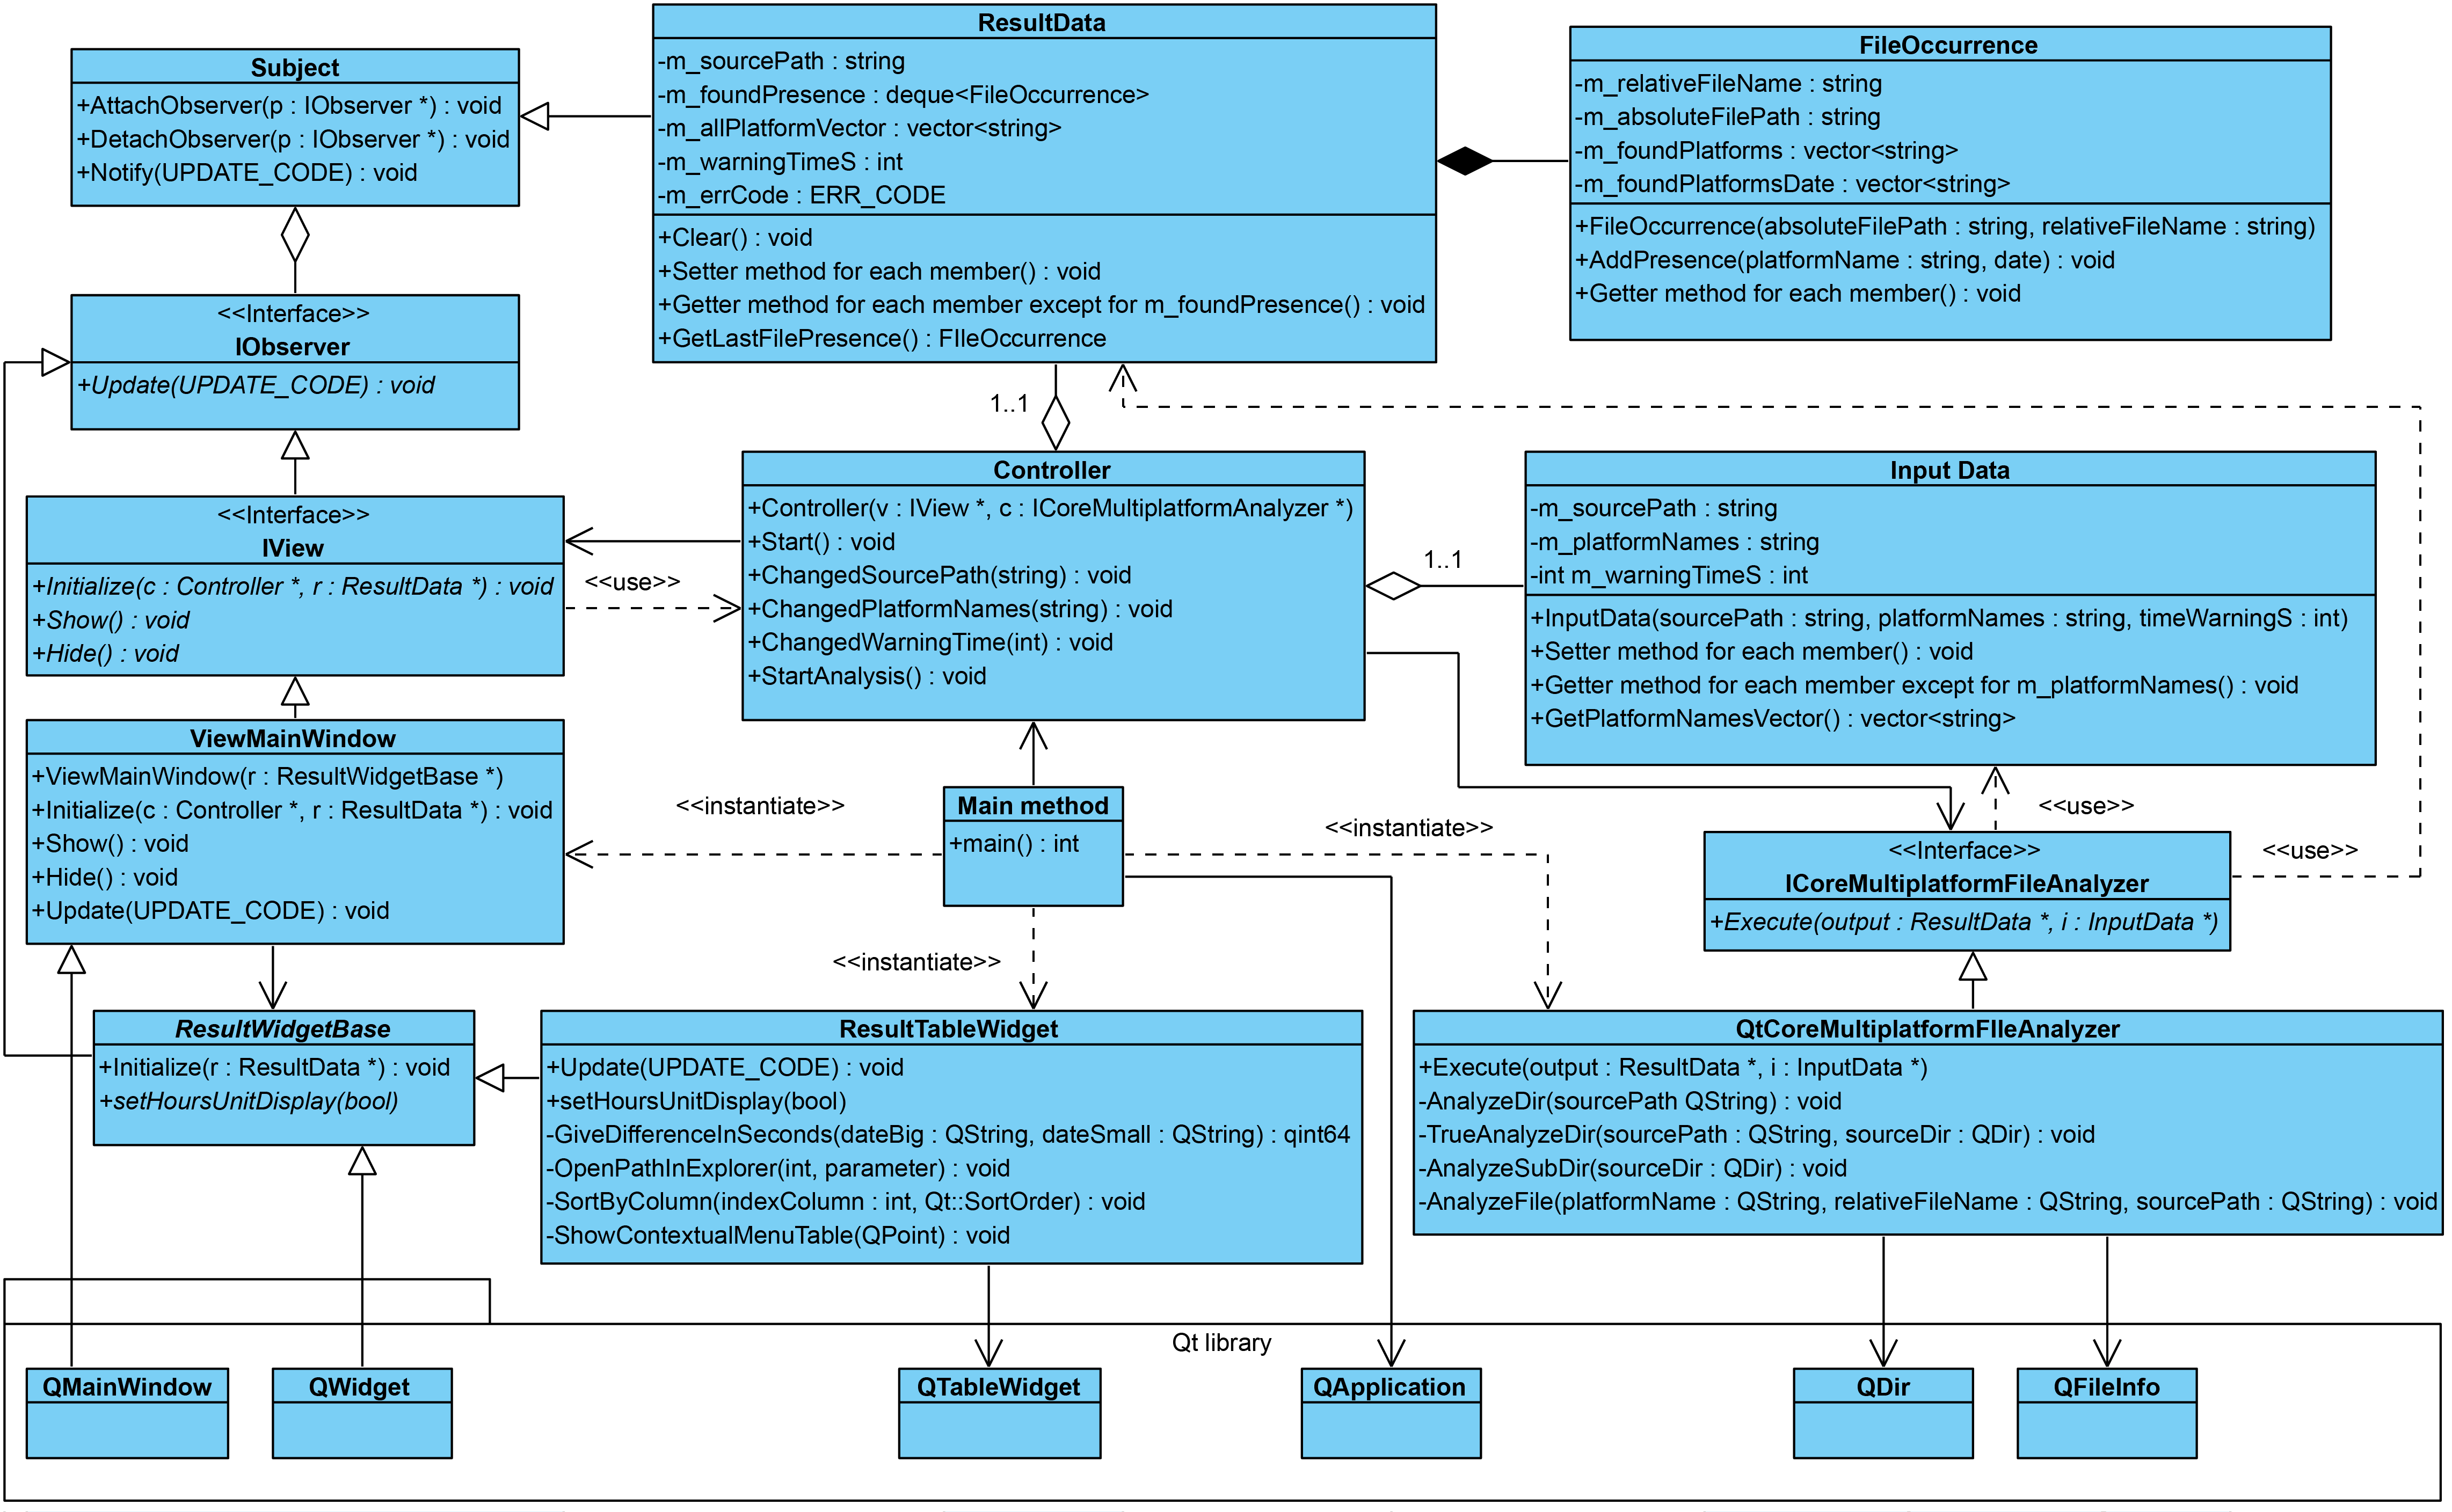 Subject
+AttachObserver(p : IObserver *) : void
+DetachObserver(p : IObserver *) : void
+Notify(UPDATE_CODE) : void
ResultData
-m_sourcePath : string
-m_foundPresence : deque<FileOccurrence>
-m_allPlatformVector : vector<string>
-m_warningTimeS : int
-m_errCode : ERR_CODE
+Clear() : void
+Setter method for each member() : void
+Getter method for each member except for m_foundPresence() : void
+GetLastFilePresence() : FIleOccurrence
FileOccurrence
-m_relativeFileName : string
-m_absoluteFilePath : string
-m_foundPlatforms : vector<string>
-m_foundPlatformsDate : vector<string>
+FileOccurrence(absoluteFilePath : string, relativeFileName : string)
+AddPresence(platformName : string, date) : void
+Getter method for each member() : void
<<Interface>>
IObserver
+Update(UPDATE_CODE) : void
1..1
<<Interface>>
IView
+Initialize(c : Controller *, r : ResultData *) : void
+Show() : void
+Hide() : void
<<use>>
Controller
+Controller(v : IView *, c : ICoreMultiplatformAnalyzer *)
+Start() : void
+ChangedSourcePath(string) : void
+ChangedPlatformNames(string) : void
+ChangedWarningTime(int) : void
+StartAnalysis() : void
1..1
Input Data
-m_sourcePath : string
-m_platformNames : string
-int m_warningTimeS : int
+InputData(sourcePath : string, platformNames : string, timeWarningS : int)
+Setter method for each member() : void
+Getter method for each member except for m_platformNames() : void
+GetPlatformNamesVector() : vector<string>
ViewMainWindow
+ViewMainWindow(r : ResultWidgetBase *)
+Initialize(c : Controller *, r : ResultData *) : void
+Show() : void
+Hide() : void
+Update(UPDATE_CODE) : void
<<instantiate>>
Main method
+main() : int
<<instantiate>>
<<use>>
<<use>>
<<Interface>>
ICoreMultiplatformFileAnalyzer
+Execute(output : ResultData *, i : InputData *)
<<instantiate>>
ResultWidgetBase
+Initialize(r : ResultData *) : void
+setHoursUnitDisplay(bool)
ResultTableWidget
+Update(UPDATE_CODE) : void
+setHoursUnitDisplay(bool)
-GiveDifferenceInSeconds(dateBig : QString, dateSmall : QString) : qint64
-OpenPathInExplorer(int, parameter) : void
-SortByColumn(indexColumn : int, Qt::SortOrder) : void
-ShowContextualMenuTable(QPoint) : void
QtCoreMultiplatformFIleAnalyzer
+Execute(output : ResultData *, i : InputData *)
-AnalyzeDir(sourcePath QString) : void
-TrueAnalyzeDir(sourcePath : QString, sourceDir : QDir) : void
-AnalyzeSubDir(sourceDir : QDir) : void
-AnalyzeFile(platformName : QString, relativeFileName : QString, sourcePath : QString) : void
Qt library
QMainWindow
QWidget
QTableWidget
QApplication
QDir
QFileInfo